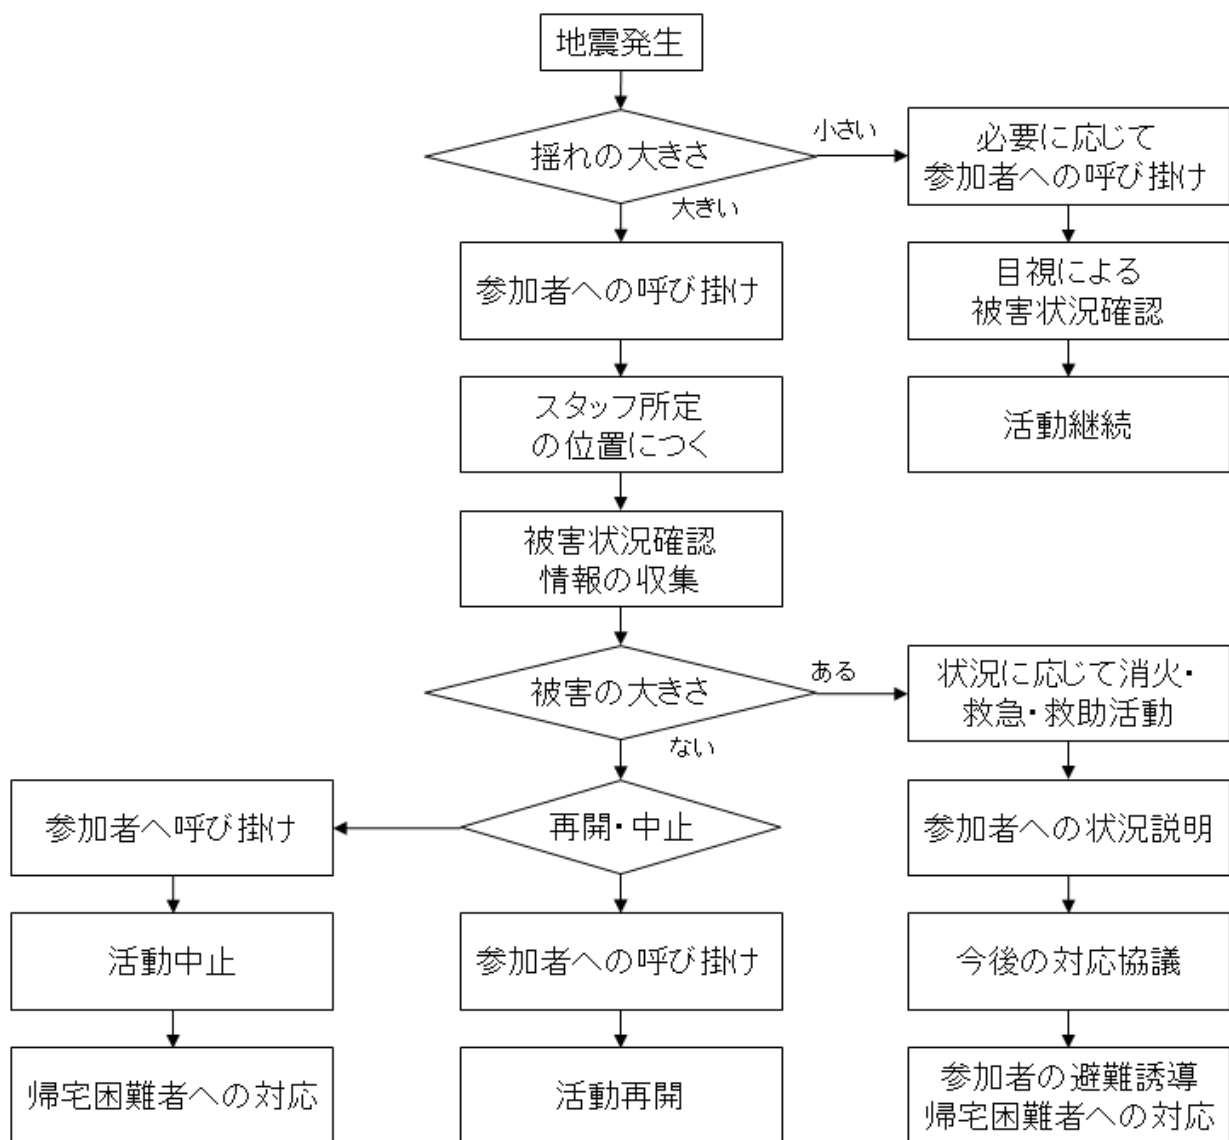 地震発生
揺れの大きさ
小さい
必要に応じて
参加者への呼び掛け
大きい
参加者への呼び掛け
目視による
被害状況確認
スタッフ所定
の位置につく
活動継続
被害状況確認
情報の収集
被害の大きさ
ある
状況に応じて消火・
救急・救助活動
ない
参加者へ呼び掛け
再開・中止
参加者への状況説明
活動中止
参加者への呼び掛け
今後の対応協議
帰宅困難者への対応
活動再開
参加者の避難誘導
帰宅困難者への対応